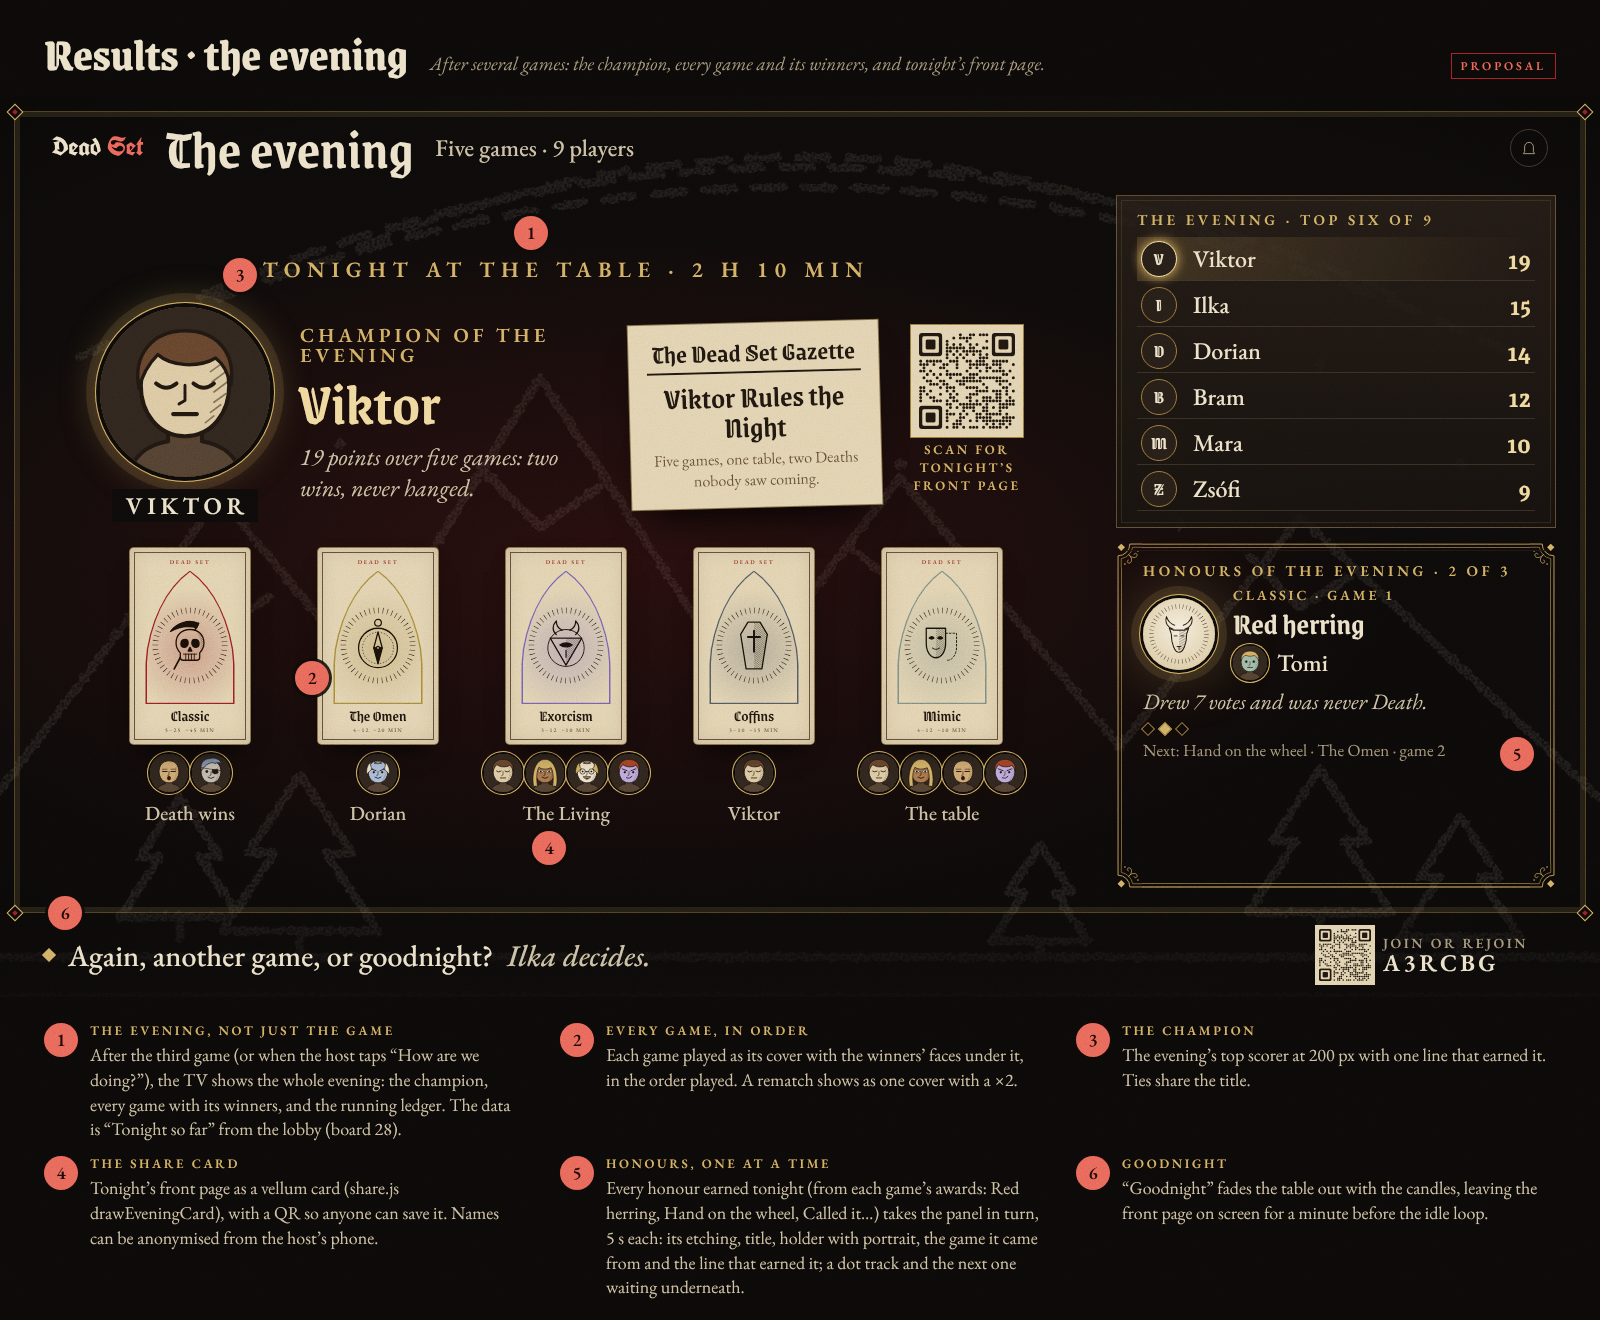 Results · the evening
After several games: the champion, every game and its winners, and tonight's front page.
PROPOSAL
Dead Set
The evening
Five games · 9 players
1
3
TONIGHT AT THE TABLE · 2 H 10 MIN
CHAMPION OF THE
EVENING
Viktor
19 points over five games: two
wins, never hanged.
VIKTOR
The Dead Set Gazette
Viktor Rules the
Night
Five games, one table, two Deaths
nobody saw coming.
SCAN FOR
TONIGHT'S
FRONT PAGE
THE EVENING · TOP SIX OF 9
V Viktor 19
I Ilka 15
D Dorian 14
B Bram 12
M Mara 10
Z Zsófi 9
DEAD SET
Classic
DEAD SET
The Omen
4–12 ~20 MIN
DEAD SET
Exorcism
DEAD SET
Coffins
DEAD SET
Mimic
2
Death wins
Dorian
The Living
Viktor
The table
4
HONOURS OF THE EVENING · 2 OF 3
CLASSIC · GAME 1
Red herring
Tomi
Drew 7 votes and was never Death.
Next: Hand on the wheel · The Omen · game 2
5
6
Again, another game, or goodnight? Ilka decides.
JOIN OR REJOIN
A3RCBG
1
THE EVENING, NOT JUST THE GAME
After the third game (or when the host taps “How are we
doing?”), the TV shows the whole evening: the champion,
every game with its winners, and the running ledger. The data
is “Tonight so far” from the lobby (board 28).
2
EVERY GAME, IN ORDER
Each game played as its cover with the winners’ faces under it,
in the order played. A rematch shows as one cover with a ×2.
3
THE CHAMPION
The evening’s top scorer at 200 px with one line that earned it.
Ties share the title.
4
THE SHARE CARD
Tonight’s front page as a vellum card (share.js
drawEveningCard), with a QR so anyone can save it. Names
can be anonymised from the host’s phone.
5
HONOURS, ONE AT A TIME
Every honour earned tonight (from each game’s awards: Red
herring, Hand on the wheel, Called it…) takes the panel in turn,
5 s each: its etching, title, holder with portrait, the game it came
from and the line that earned it; a dot track and the next one
waiting underneath.
6
GOODNIGHT
“Goodnight” fades the table out with the candles, leaving the
front page on screen for a minute before the idle loop.